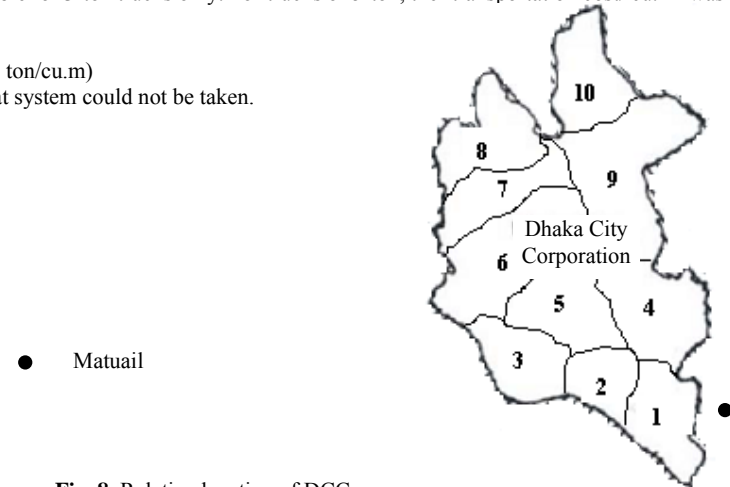 ton/cu.m)
system could not be taken.
10
8
9
7
Dhaka City
6 Corporation
5
4
Matuail
3
2
1
Fig. 8. Relative location of DCC